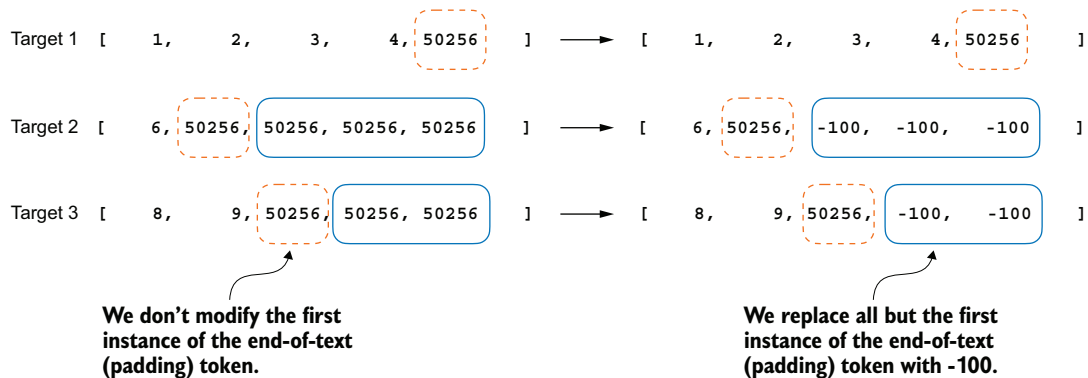 Target 1 [ 1, 2, 3, 4, 50256 ] [ 1, 2, 3, 4, 50256 ]
Target 2 [ 6, 50256, 50256, 50256, 50256 ] [ 6, 50256, -100, -100, -100 ]
Target 3 [ 8, 9, 50256, 50256, 50256 ] [ 8, 9, 50256, -100, -100 ]
We don’t modify the first
instance of the end-of-text
(padding) token.
We replace all but the first
instance of the end-of-text
(padding) token with -100.